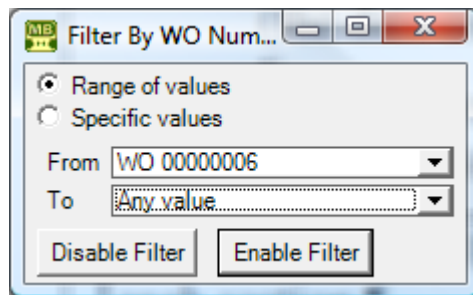 MB
Filter By WO Num...
Range of values
Specific values
From WO 00000006
To Any value
Disable Filter Enable Filter